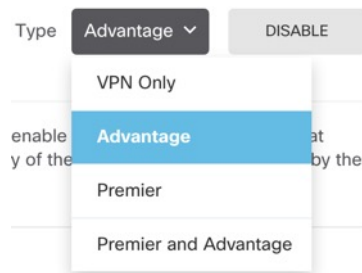 Type Advantage DISABLE
VPN Only
enable Advantage at
y of the by the
Premier
Premier and Advantage